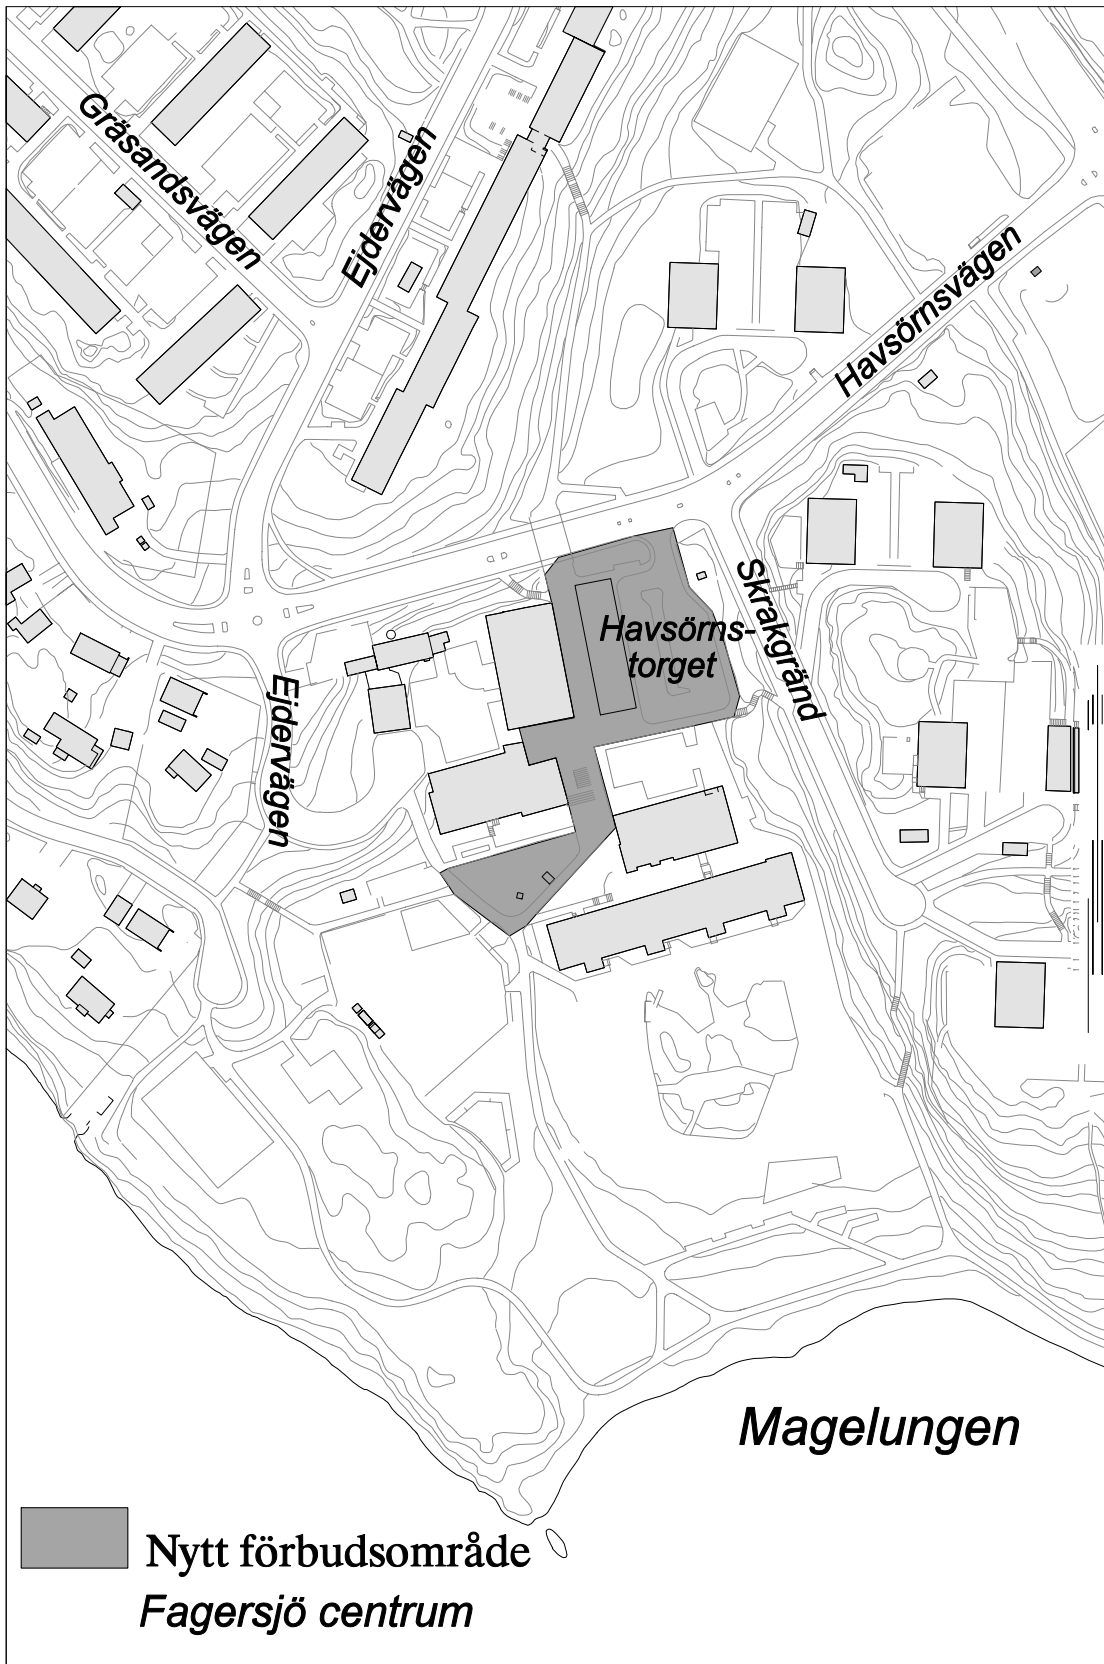 Gräsandsvägen
Ejdervägen
Havsörnsvägen
Skrakgränd
Havsörns-
torget
Ejdervägen
Magelungen
Nytt förbudsområde
Fagersjö centrum